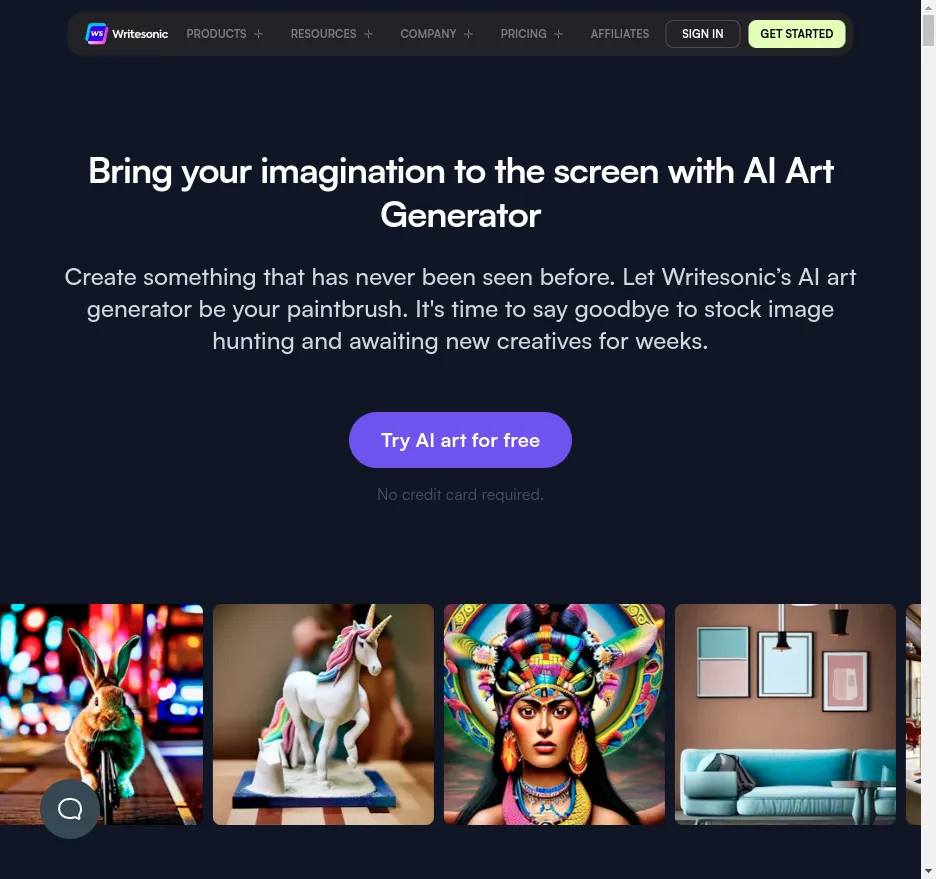 WS Writesonic PRODUCTS RESOURCES COMPANY PRICING AFFILIATES SIGN IN GET STARTED
Bring your imagination to the screen with AI Art
Generator
Create something that has never been seen before. Let Writesonic’s AI art
generator be your paintbrush. It's time to say goodbye to stock image
hunting and awaiting new creatives for weeks.
Try AI art for free
No credit card required.